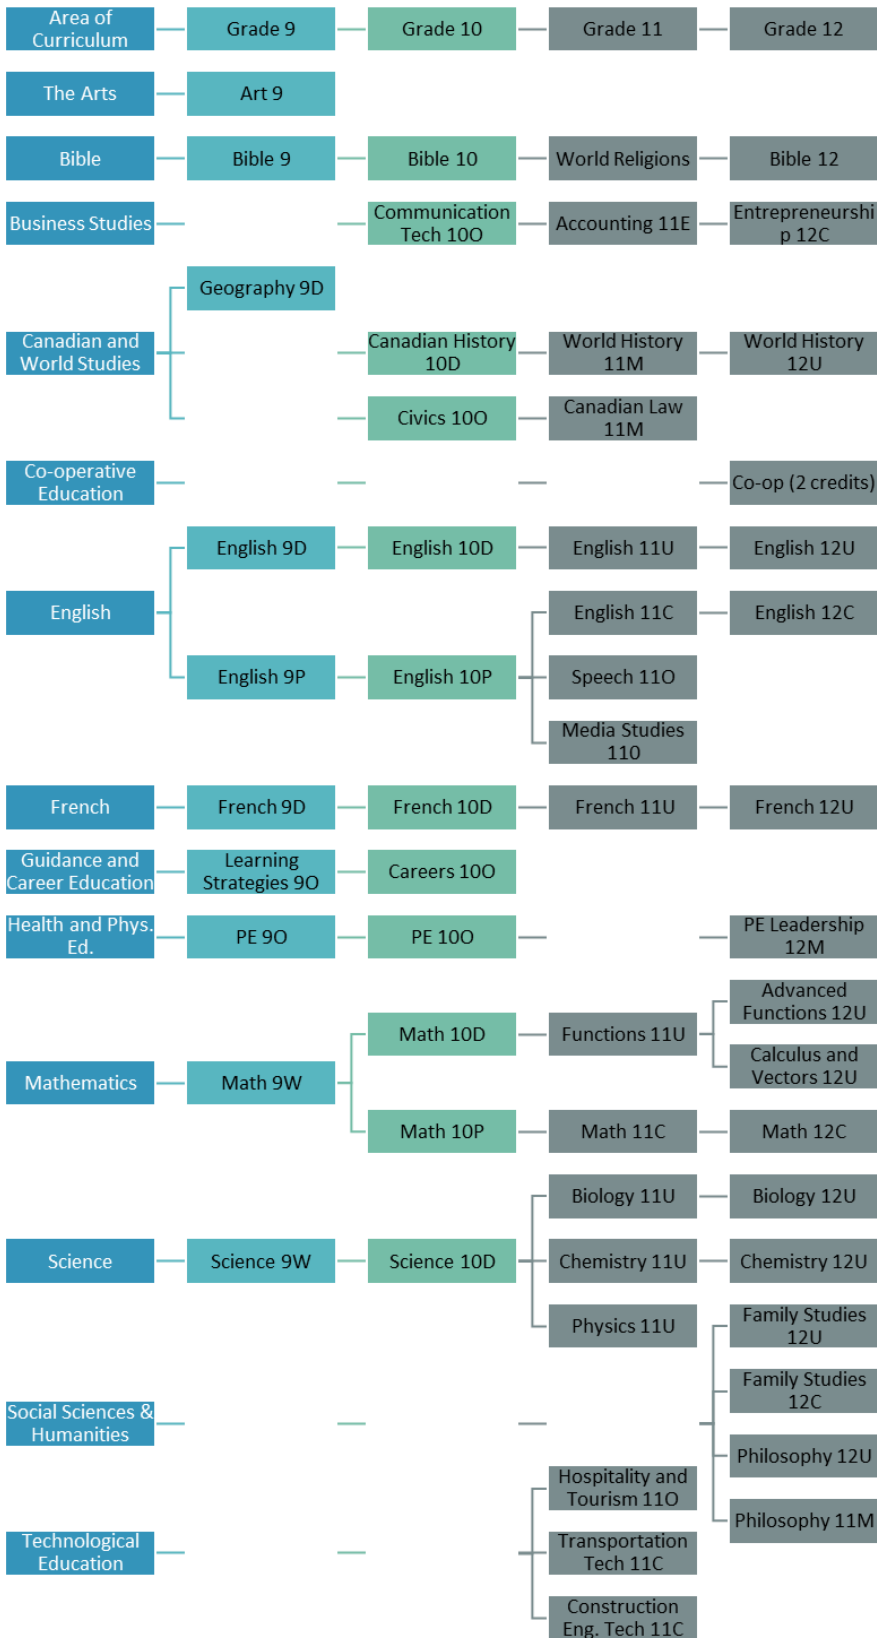 Area of
Curriculum
Grade 9
Grade 10
Grade 11
Grade 12
The Arts
Art 9
Bible
Bible 9
Bible 10
World Religions
Bible 12
Business Studies
Communication
Tech 10O
Accounting 11E
Entrepreneurshi
p 12C
Canadian and
World Studies
Geography 9D
Canadian History
10D
World History
11M
World History
12U
Civics 10O
Canadian Law
11M
Co-operative
Education
Co-op (2 credits)
English
English 9D
English 10D
English 11U
English 12U
English 9P
English 10P
English 11C
English 12C
Speech 11O
Media Studies
110
French
French 9D
French 10D
French 11U
French 12U
Guidance and
Career Education
Learning
Strategies 9O
Careers 10O
Health and Phys.
Ed.
PE 9O
PE 10O
PE Leadership
12M
Mathematics
Math 9W
Math 10D
Functions 11U
Advanced
Functions 12U
Calculus and
Vectors 12U
Math 10P
Math 11C
Math 12C
Science
Science 9W
Science 10D
Biology 11U
Biology 12U
Chemistry 11U
Chemistry 12U
Physics 11U
Social Sciences &
Humanities
Family Studies
12U
Family Studies
12C
Philosophy 12U
Philosophy 11M
Technological
Education
Hospitality and
Tourism 11O
Transportation
Tech 11C
Construction
Eng. Tech 11C